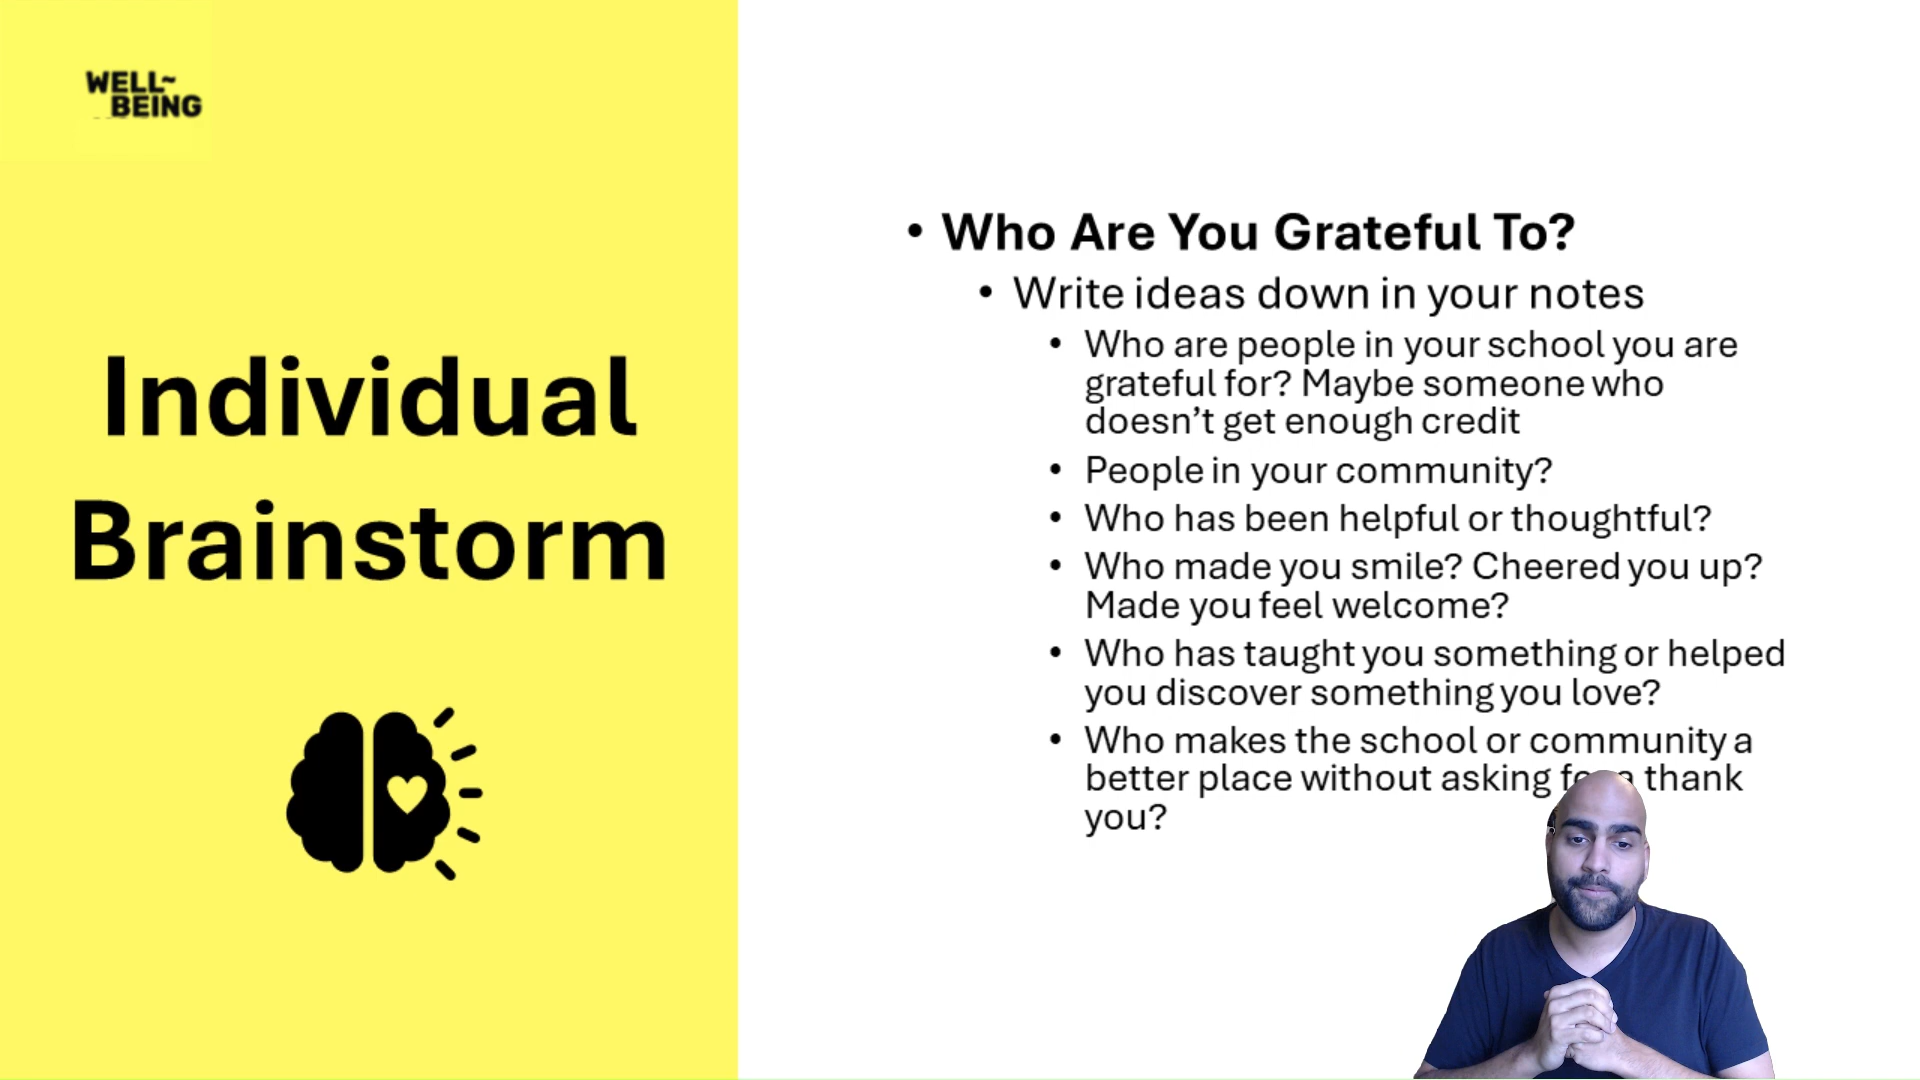 WELL~
BEING
Individual
Brainstorm
• Who Are You Grateful To?
• Write ideas down in your notes
• Who are people in your school you are
grateful for? Maybe someone who
doesn't get enough credit
• People in your community?
• Who has been helpful or thoughtful?
• Who made you smile? Cheered you up?
Made you feel welcome?
• Who has taught you something or helped
you discover something you love?
• Who makes the school or community a
better place without asking thank
you?